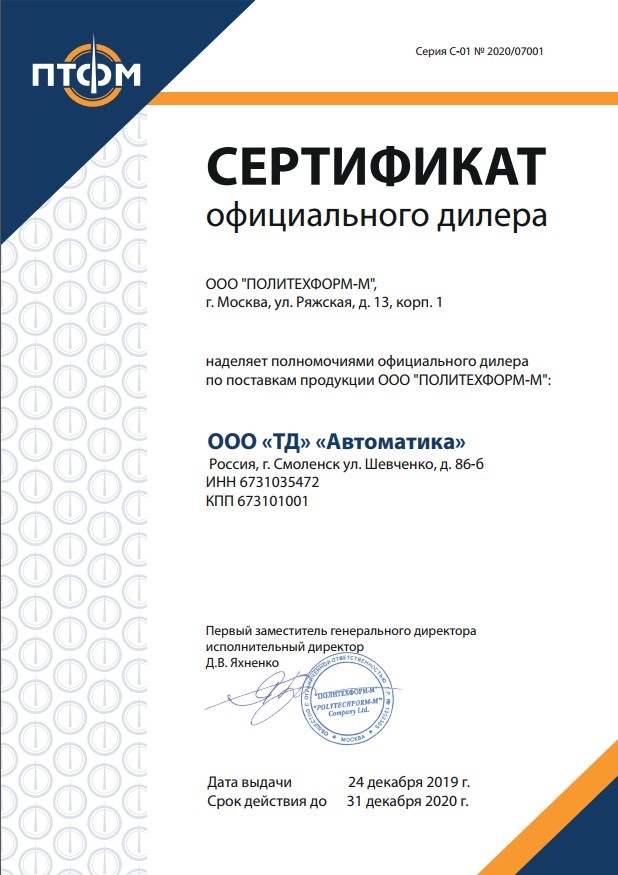 ПТФМ
Серия С-01 № 2020/07001
СЕРТИФИКАТ
официального дилера
ООО "ПОЛИТЕХФОРМ-М",
г. Москва, ул. Ряжская, д. 13, корп. 1
наделяет полномочиями официального дилера
по поставкам продукции ООО "ПОЛИТЕХФОРМ-М":
ООО «ТД» «Автоматика»
Россия, г. Смоленск ул. Шевченко, д. 86-б
ИНН 6731035472
КПП 673101001
Первый заместитель генерального директора
исполнительный директор
Д.В. Яхненко
ОБЩЕСТВО С ОГРАНИЧЕННОЙ ОТВЕТСТВЕННОСТЬЮ
"ПОЛИТЕХФОРМ-М"
"POLYTECHFORM-M"
Company Ltd.
МОСКВА
Дата выдачи 24 декабря 2019 г.
Срок действия до 31 декабря 2020 г.